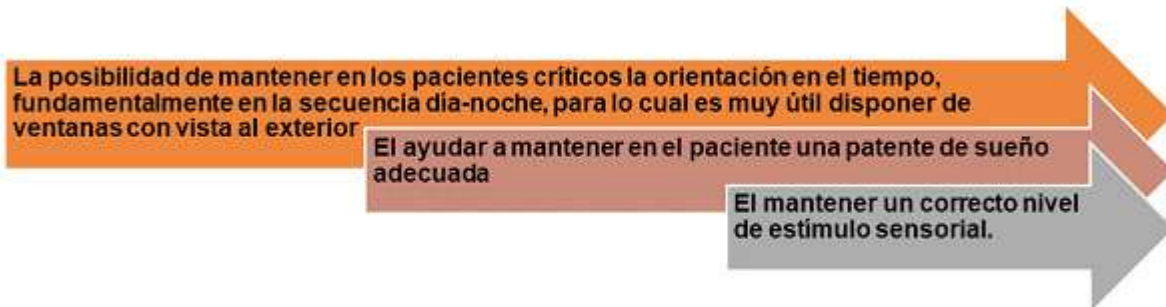 La posibilidad de mantener en los pacientes críticos la orientación en el tiempo,
fundamentalmente en la secuencia día-noche, para lo cual es muy útil disponer de
ventanas con vista al exterior
El ayudar a mantener en el paciente una patente de sueño
adecuada
El mantener un correcto nivel
de estímulo sensorial.